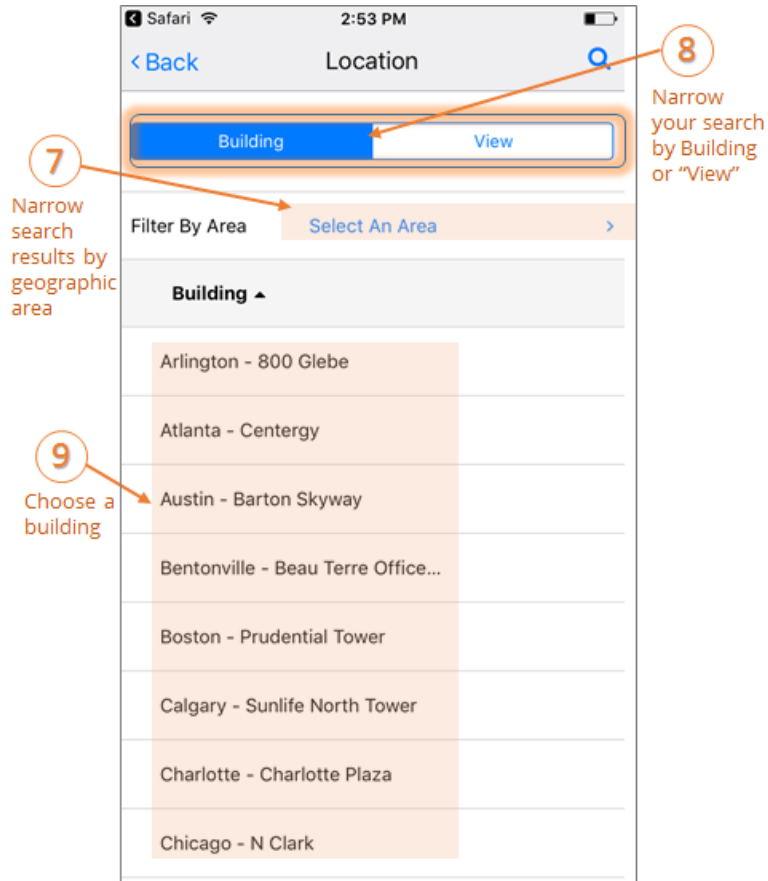 Safari 2:53 PM
Back Location
8
Narrow
your search
by Building
or “View”
Building View
7
Narrow
search
results by
geographic
area
Filter By Area Select An Area
Building
Arlington - 800 Glebe
Atlanta - Centergy
9
Choose a
building
Austin - Barton Skyway
Bentonville - Beau Terre Office...
Boston - Prudential Tower
Calgary - Sunlife North Tower
Charlotte - Charlotte Plaza
Chicago - N Clark